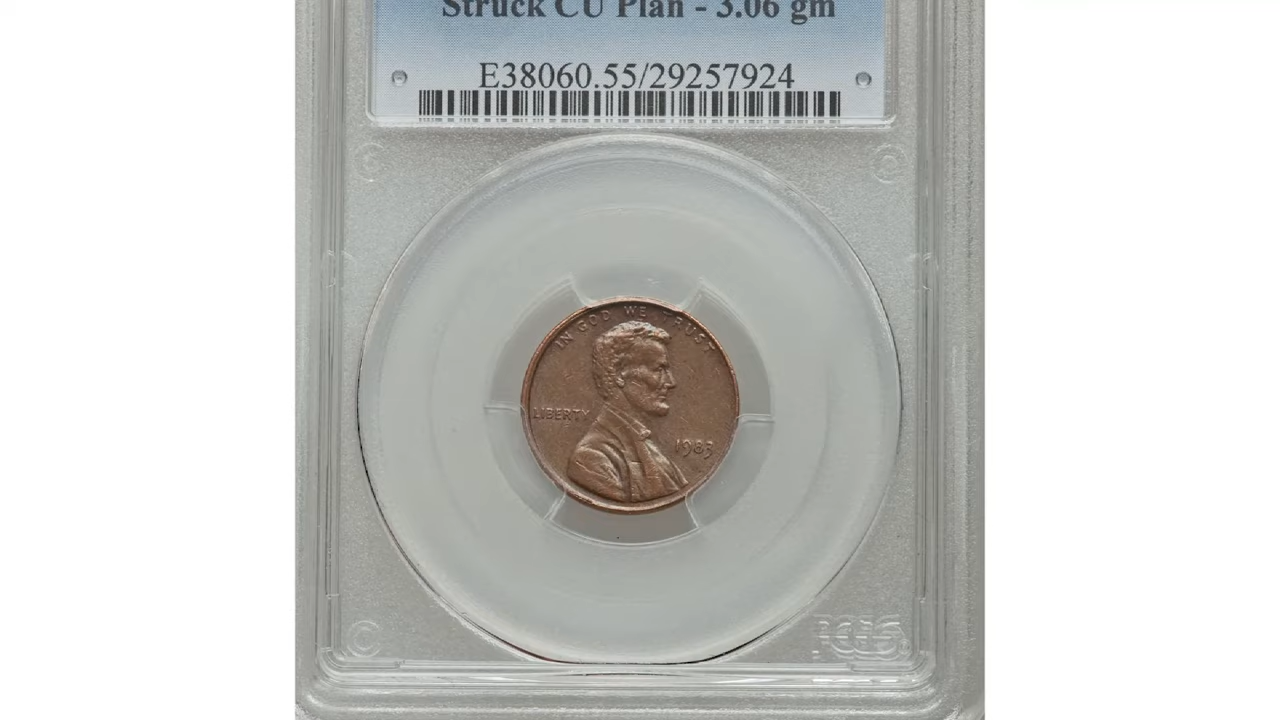 Struck CU Plan - 3.06 gm
E38060.55/29257924
IN GOD WE TRUST
LIBERTY
1983
PCGS